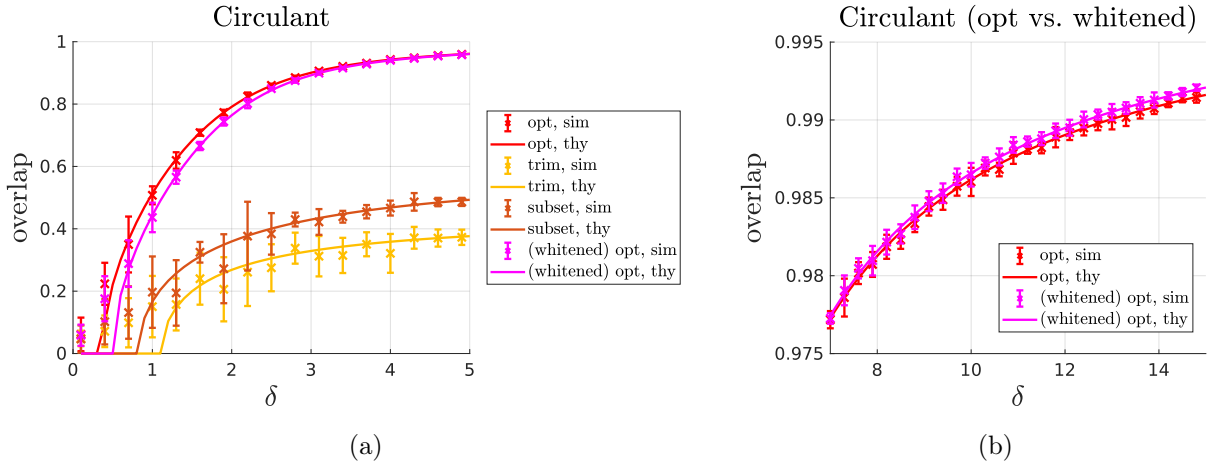 Circulant
1
0.8
0.6
0.4
0.2
0
overlap
0
1
2
3
4
5
δ
opt, sim
opt, thy
trim, sim
trim, thy
subset, sim
subset, thy
(whitened) opt, sim
(whitened) opt, thy
(a)
Circulant (opt vs. whitened)
0.995
0.99
0.985
0.98
0.975
overlap
8
10
12
14
δ
opt, sim
opt, thy
(whitened) opt, sim
(whitened) opt, thy
(b)